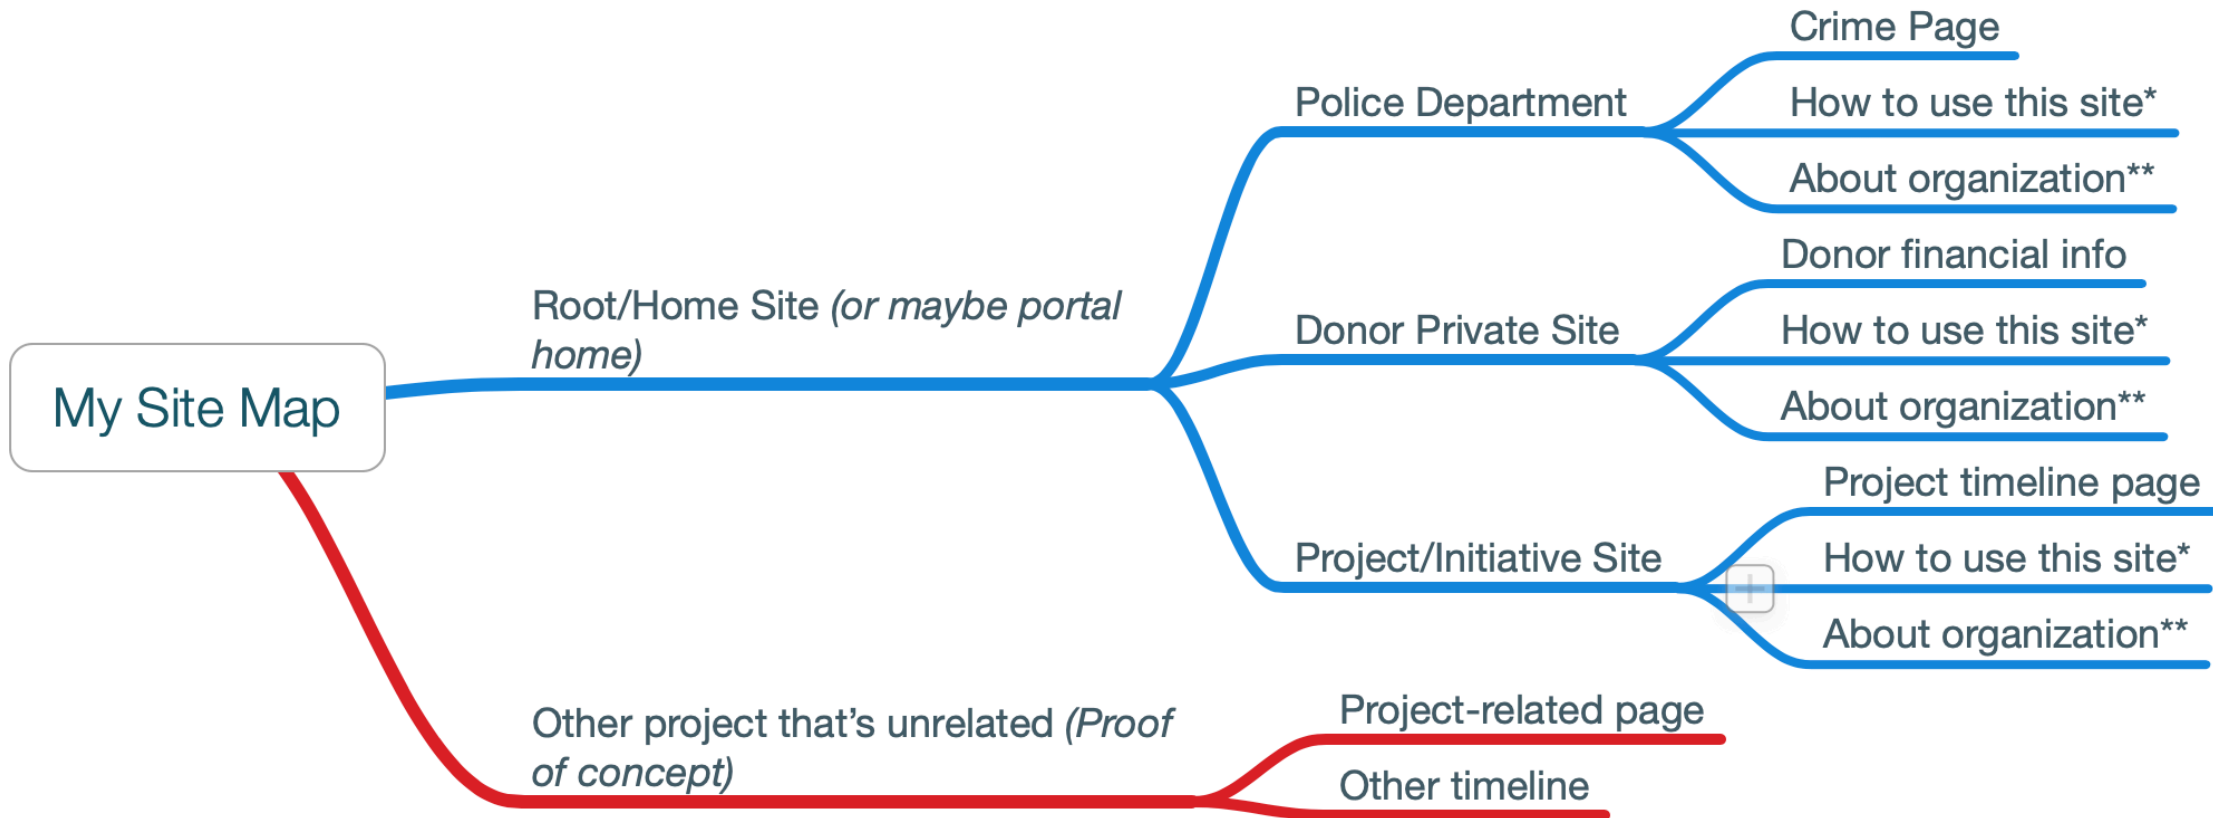 Crime Page
Police Department
How to use this site*
About organization**
Donor financial info
Root/Home Site (or maybe portal
home)
Donor Private Site
How to use this site*
About organization**
My Site Map
Project timeline page
Project/Initiative Site
How to use this site*
About organization**
Other project that’s unrelated (Proof
of concept)
Project-related page
Other timeline